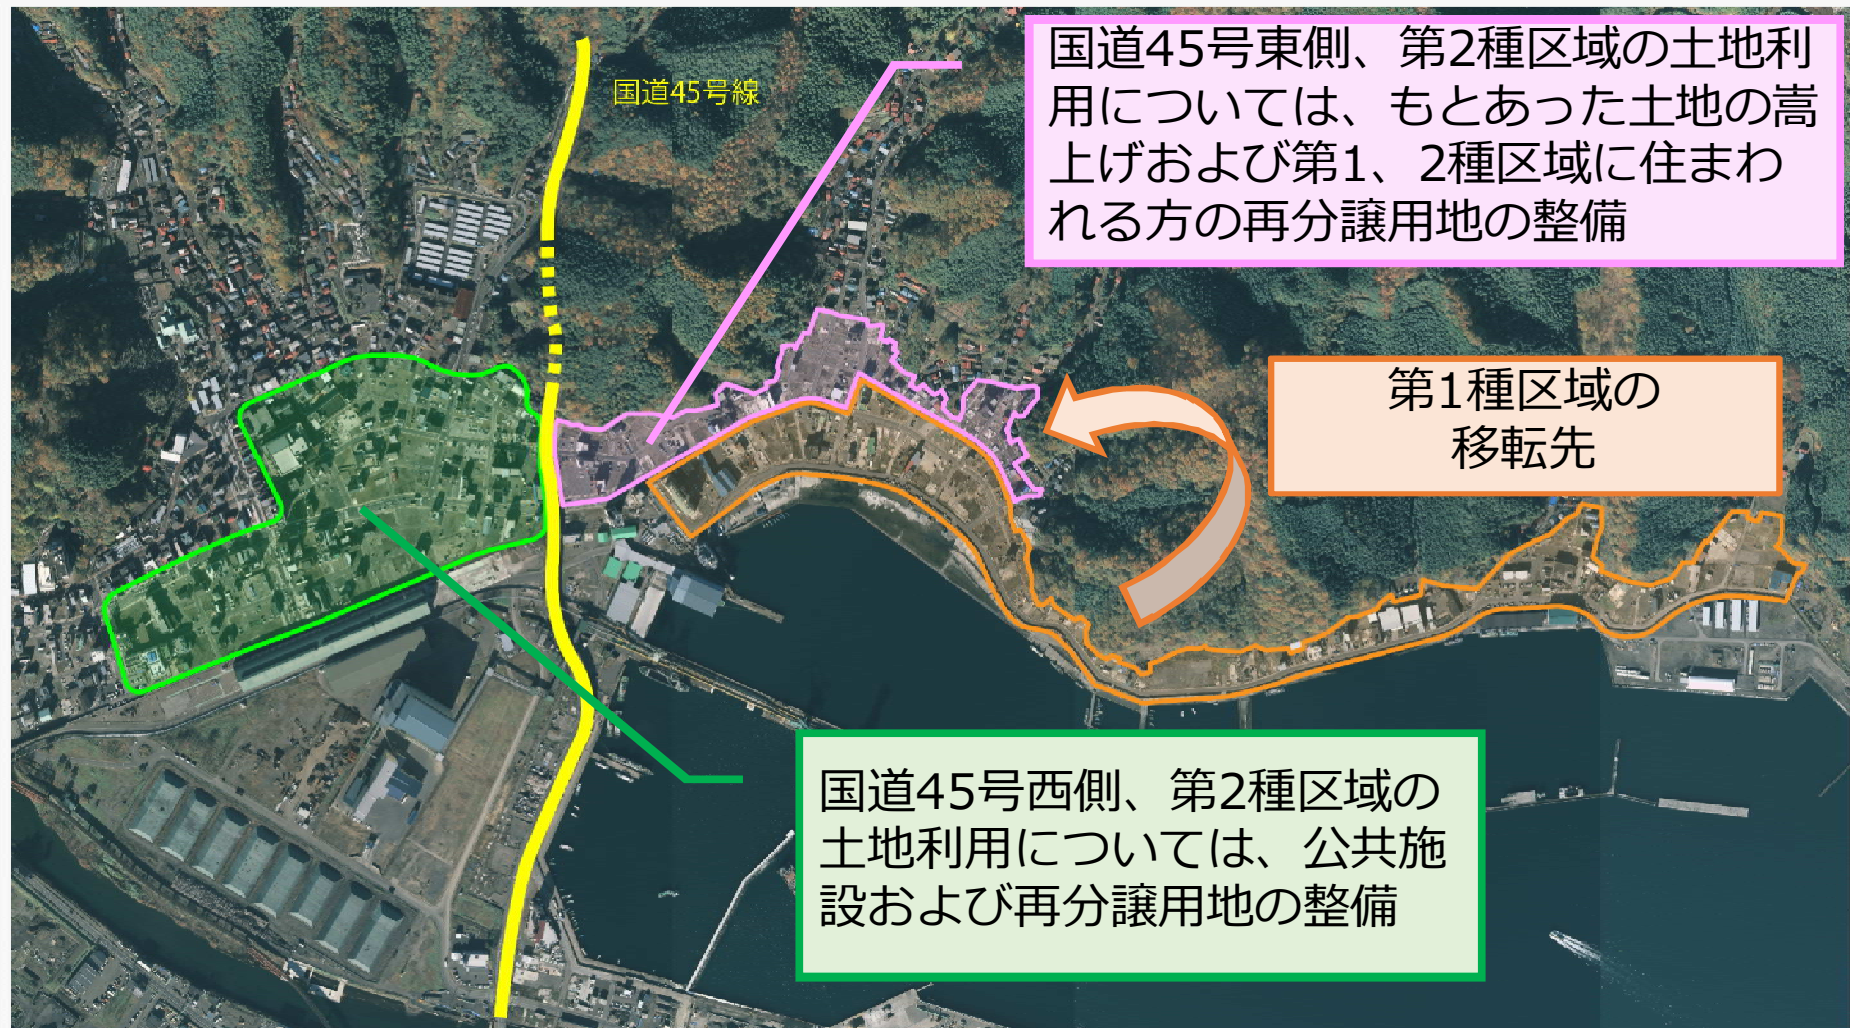 国道45号線
国道45号東側、第2種区域の土地利
用については、もとあった土地の嵩
上げおよび第1、2種区域に住まわ
れる方の再分譲用地の整備
第1種区域の
移転先
国道45号西側、第2種区域の
土地利用については、公共施
設および再分譲用地の整備